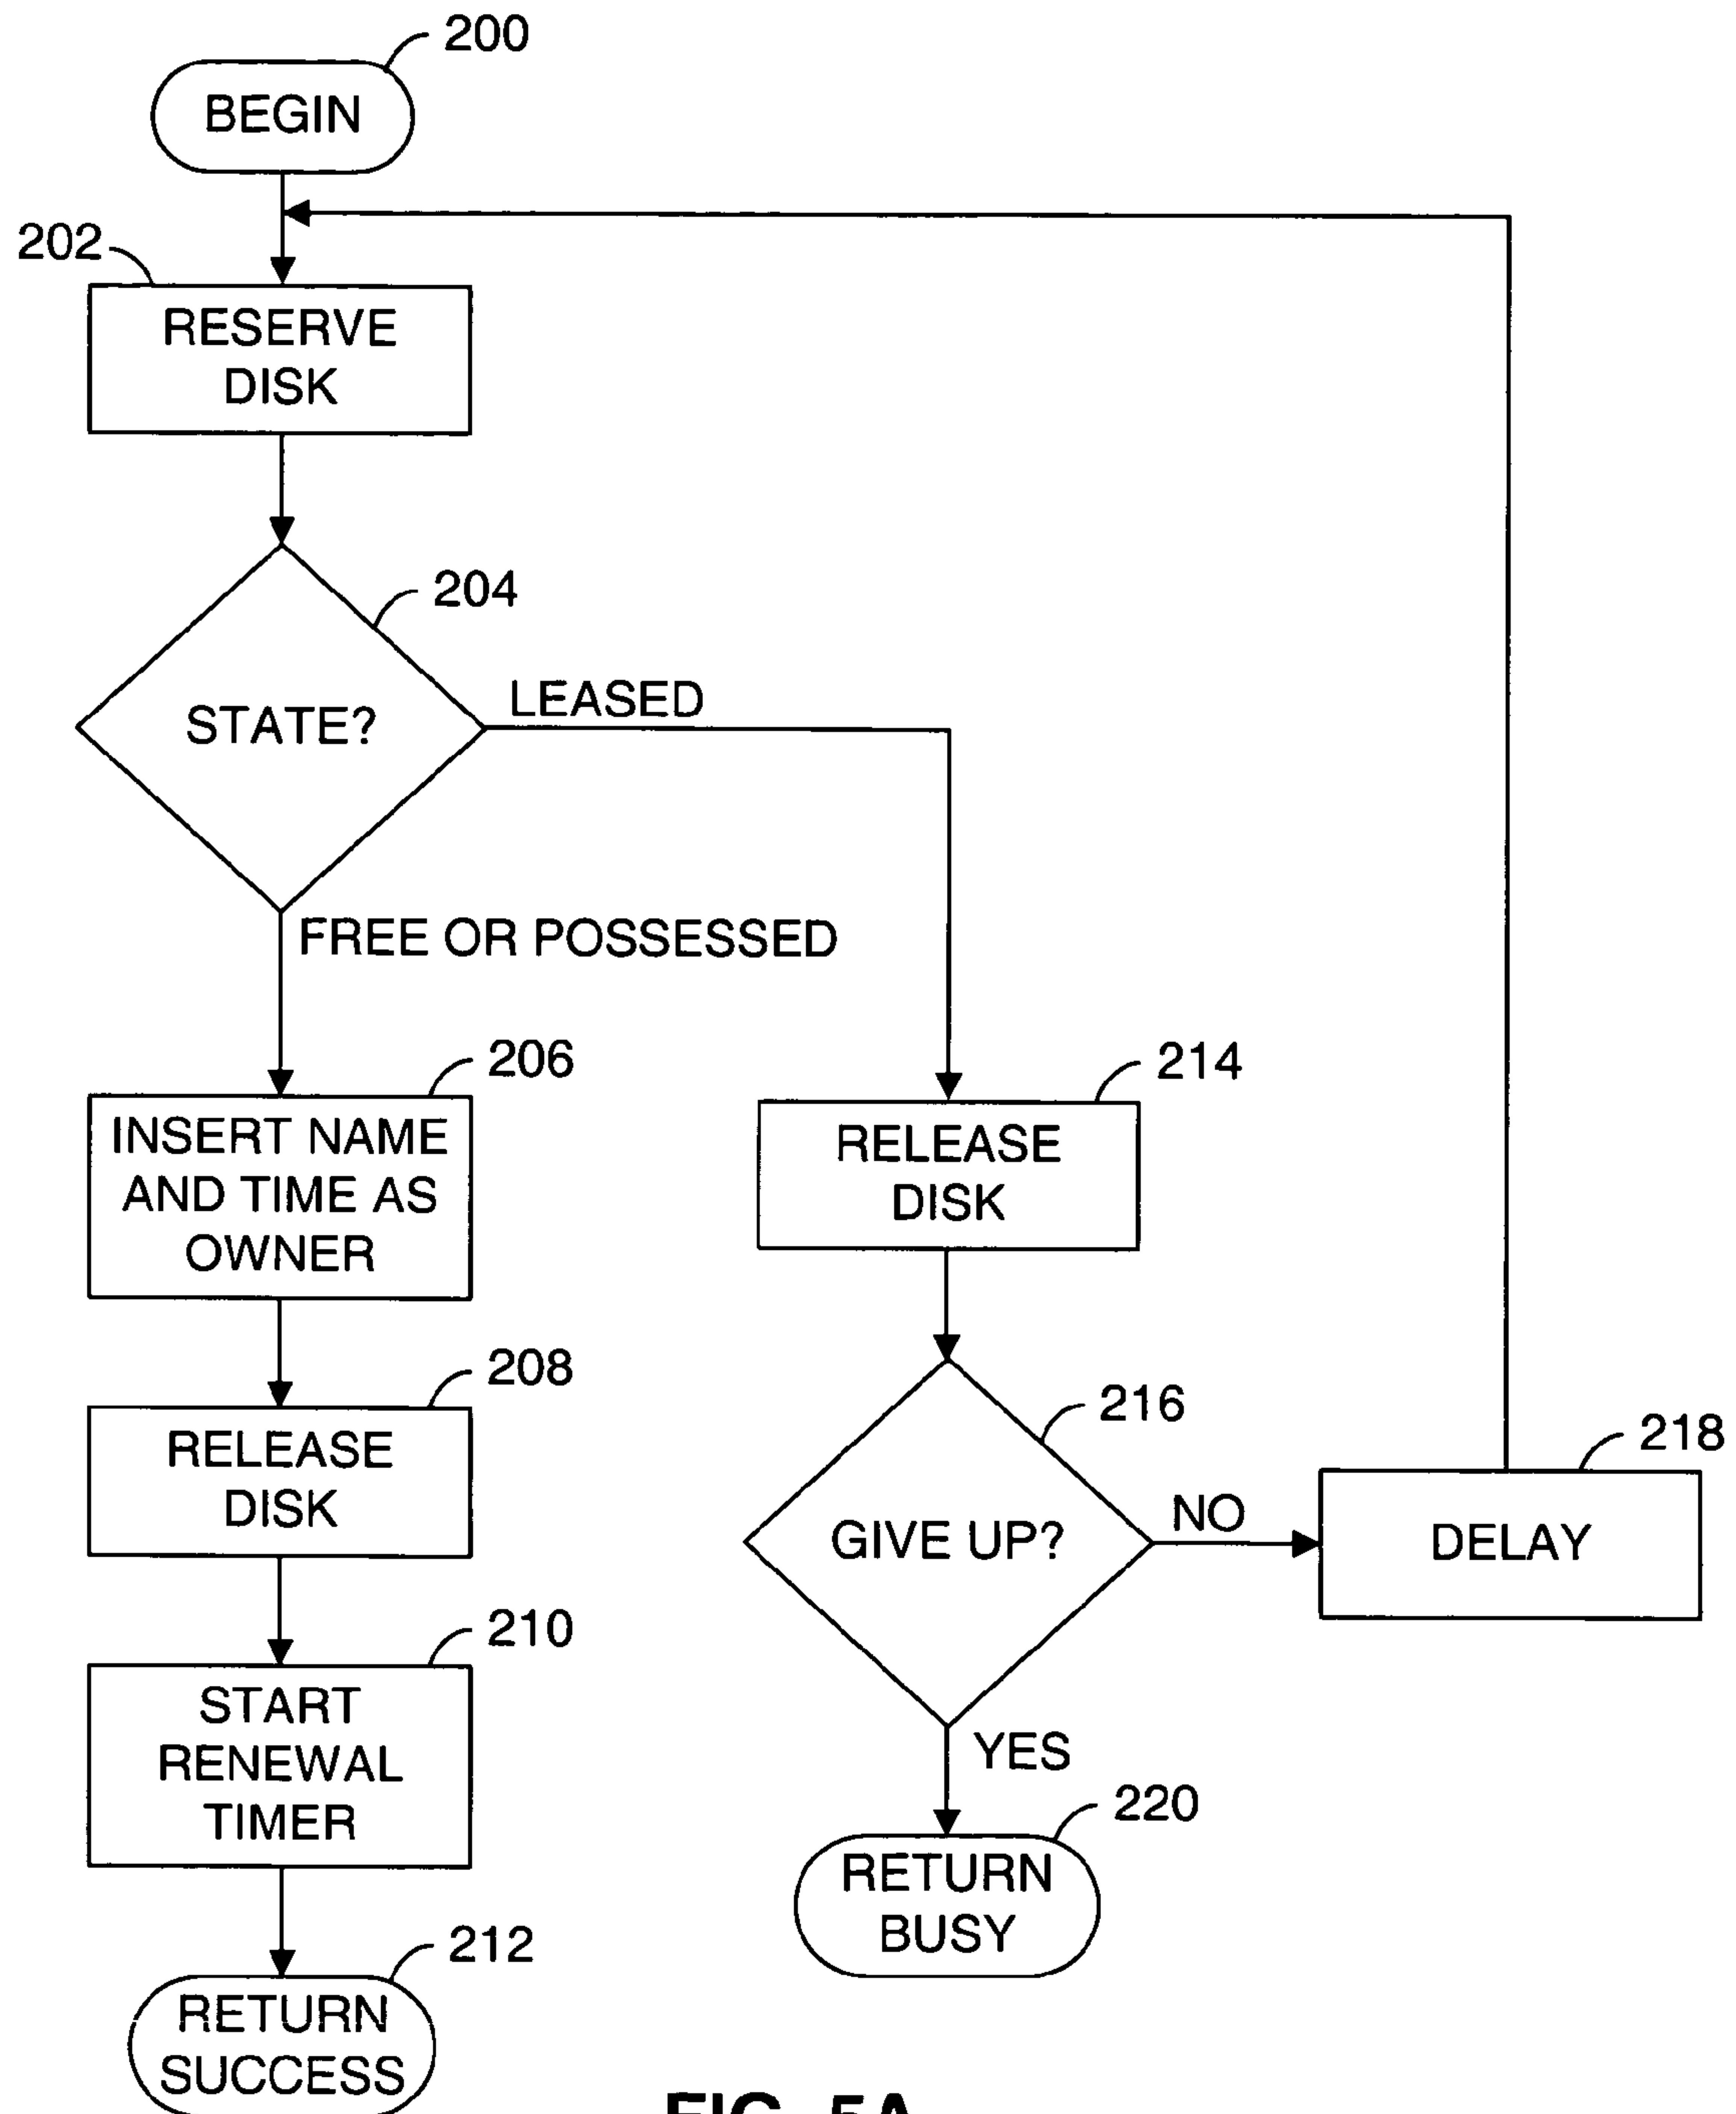 200
BEGIN
202
RESERVE
DISK
204
STATE?
LEASED
FREE OR POSSESSED
206
INSERT NAME
AND TIME AS
OWNER
214
RELEASE
DISK
208
RELEASE
DISK
216
GIVE UP?
NO
218
DELAY
210
START
RENEWAL
TIMER
YES
220
RETURN
BUSY
212
RETURN
SUCCESS
FIG. 5A